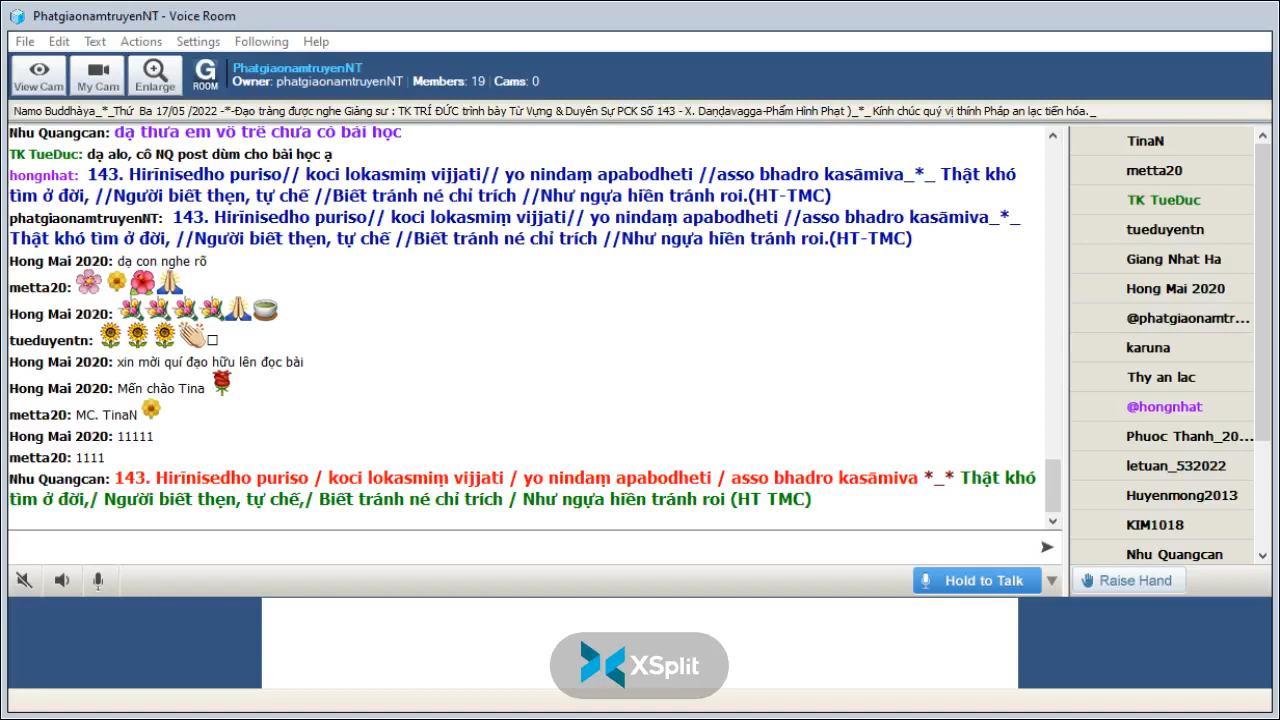 PhatgiaonamtruyenNT - Voice Room
File Edit Text Actions Settings Following Help
View Cam My Cam Enlarge G ROOM
PhatgiaonamtruyenNT
Owner: phatgiaonamtruyenNT | Members: 19 | Cams: 0
Namo Buddhàya_*_Thứ Ba 17/05 /2022 -*-Đạo tràng được nghe Giảng sư : TK TRÍ ĐỨC trình bày Từ Vựng & Duyên Sự PCK Số 143 - X. Daṇḍavagga-Phẩm Hình Phạt )_*_ Kính chúc quý vị thính Pháp an lạc tiến hóa._
Nhu Quangcan: dạ thưa em vô trễ chưa có bài học
TK TueDuc: dạ alo, cô NQ post dùm cho bài học ạ
hongnhat: 143. Hirīnisedho puriso// koci lokasmiṃ vijjati// yo nindaṃ apabodheti //asso bhadro kasāmiva_*_ Thật khó
tìm ở đời, //Người biết thẹn, tự chế //Biết tránh né chỉ trích //Như ngựa hiền tránh roi.(HT-TMC)
phatgiaonamtruyenNT: 143. Hirīnisedho puriso// koci lokasmiṃ vijjati// yo nindaṃ apabodheti //asso bhadro kasāmiva_*_
Thật khó tìm ở đời, //Người biết thẹn, tự chế //Biết tránh né chỉ trích //Như ngựa hiền tránh roi.(HT-TMC)
Hong Mai 2020: dạ con nghe rõ
metta20:
Hong Mai 2020:
tueduyentn:
Hong Mai 2020: xin mời quí đạo hữu lên đọc bài
Hong Mai 2020: Mến chào Tina
metta20: MC. TinaN
Hong Mai 2020: 11111
metta20: 1111
Nhu Quangcan: 143. Hirīnisedho puriso / koci lokasmiṃ vijjati / yo nindaṃ apabodheti / asso bhadro kasāmiva *_* Thật khó
tìm ở đời,/ Người biết thẹn, tự chế,/ Biết tránh né chỉ trích / Như ngựa hiền tránh roi (HT TMC)
TinaN
metta20
TK TueDuc
tueduyentn
Giang Nhat Ha
Hong Mai 2020
@phatgiaonamtr...
karuna
Thy an lac
@hongnhat
Phuoc Thanh_20...
letuan_532022
Huyenmong2013
KIM1018
Nhu Quangcan
Hold to Talk
Raise Hand
XSplit